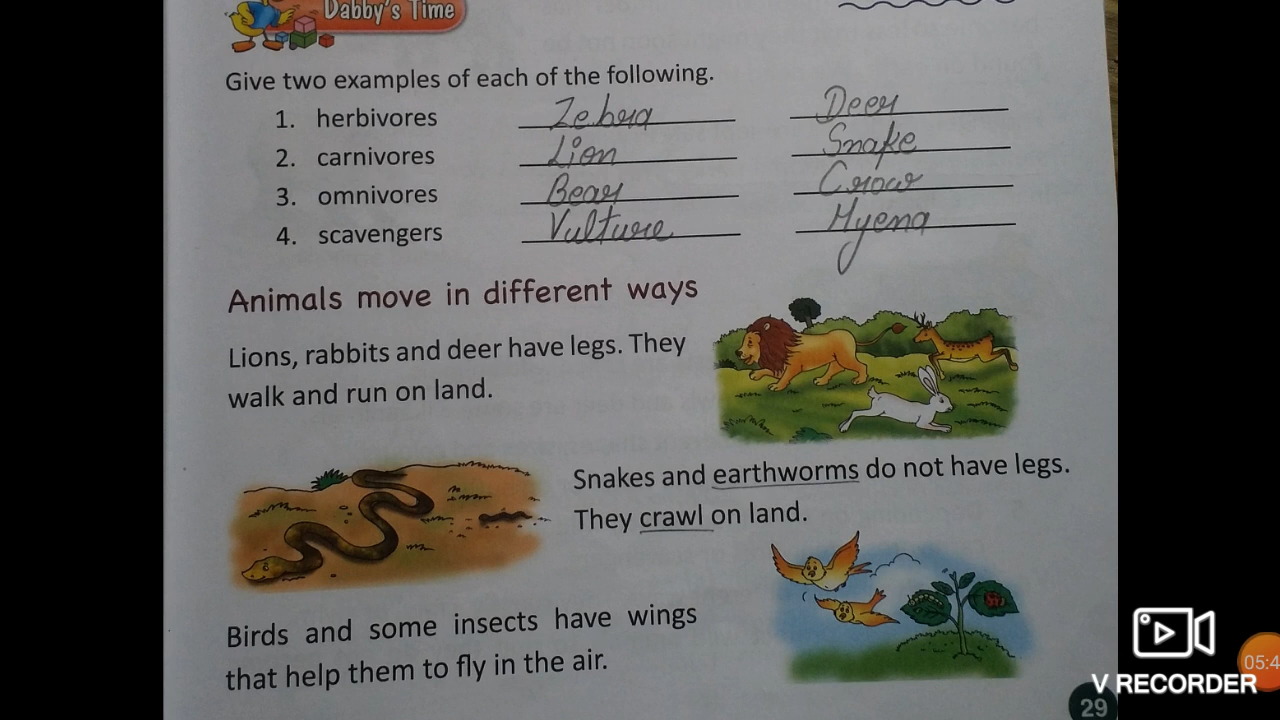 Dabby's Time
Give two examples of each of the following.
1. herbivores Zebra Deer
2. carnivores Lion Snake
3. omnivores Bear Crow
4. scavengers Vulture Hyena
Animals move in different ways
Lions, rabbits and deer have legs. They
walk and run on land.
Snakes and earthworms do not have legs.
They crawl on land.
Birds and some insects have wings
that help them to fly in the air.
V RECORDER
05:4
29